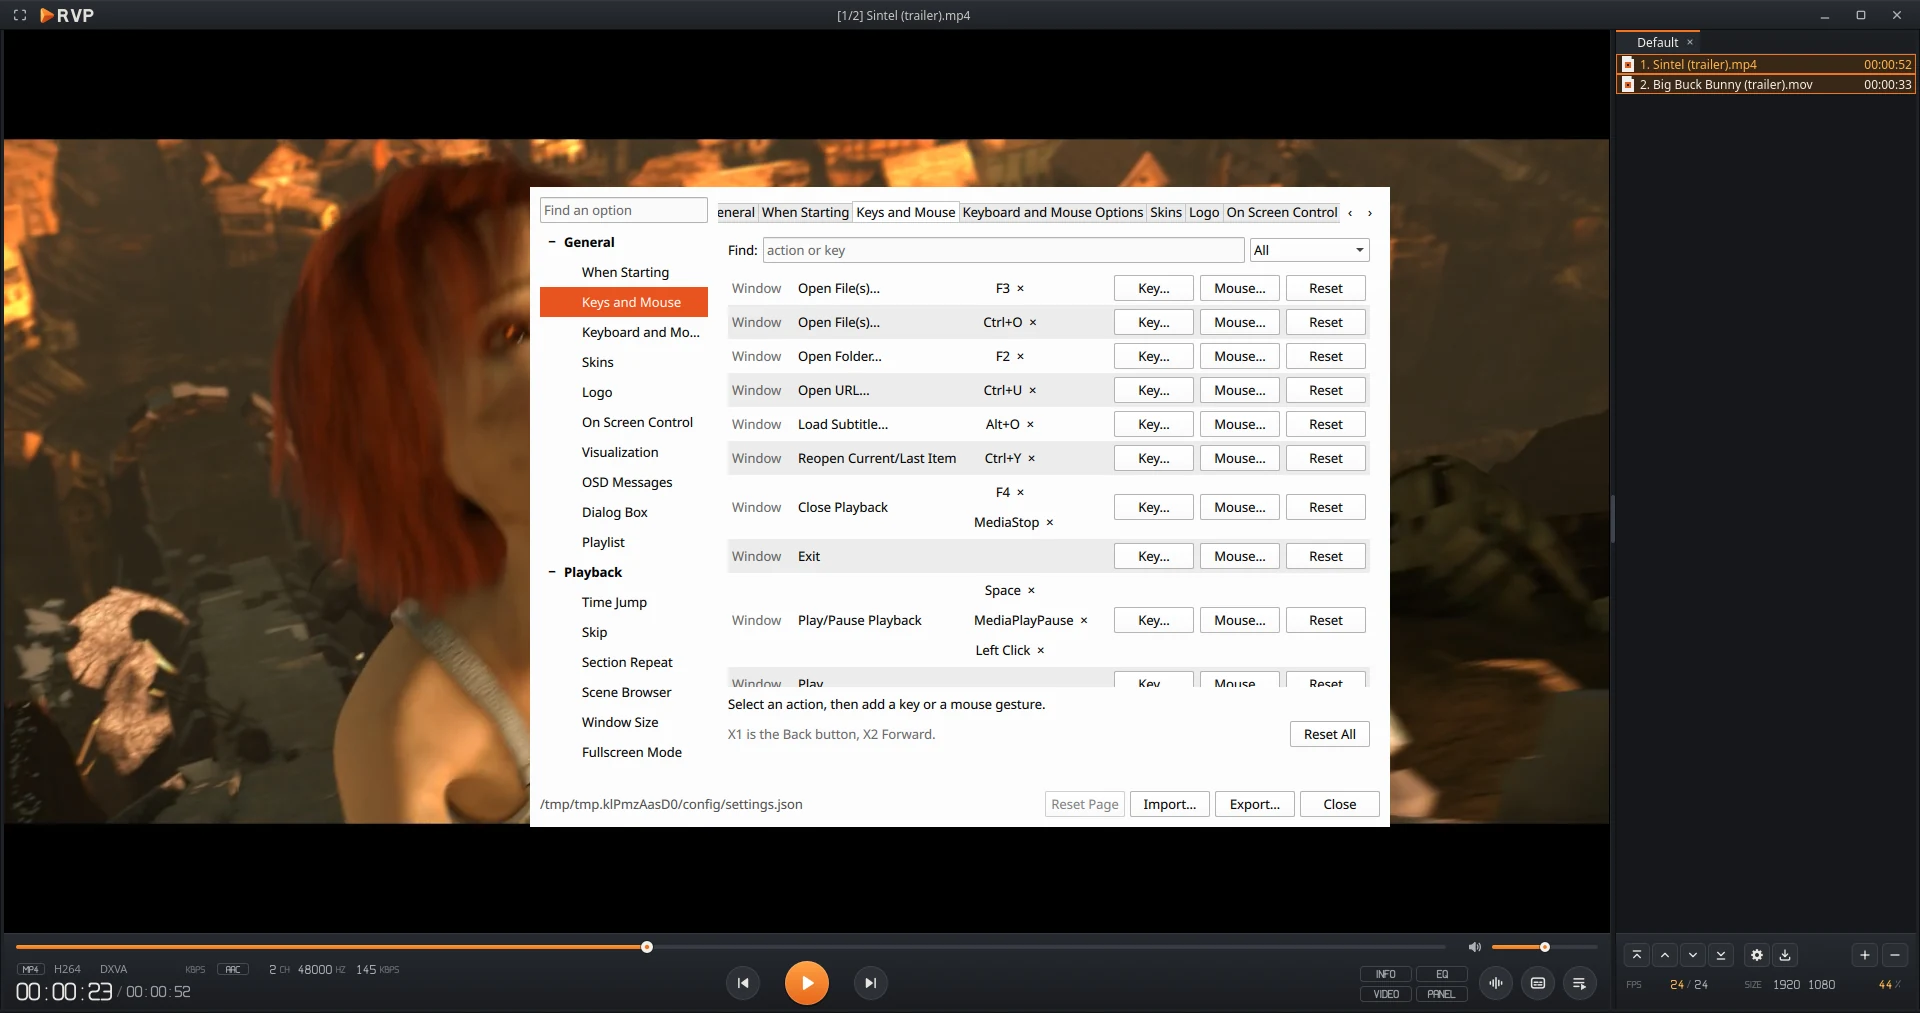 RVP
[1/2] Sintel (trailer).mp4
Default ×
1. Sintel (trailer).mp4 00:00:52
2. Big Buck Bunny (trailer).mov 00:00:33
Find an option
eneral When Starting Keys and Mouse Keyboard and Mouse Options Skins Logo On Screen Control ‹ ›
− General
When Starting
Keys and Mouse
Keyboard and Mo...
Skins
Logo
On Screen Control
Visualization
OSD Messages
Dialog Box
Playlist
− Playback
Time Jump
Skip
Section Repeat
Scene Browser
Window Size
Fullscreen Mode
Find: action or key All
Window Open File(s)... F3 × Key... Mouse... Reset
Window Open File(s)... Ctrl+O × Key... Mouse... Reset
Window Open Folder... F2 × Key... Mouse... Reset
Window Open URL... Ctrl+U × Key... Mouse... Reset
Window Load Subtitle... Alt+O × Key... Mouse... Reset
Window Reopen Current/Last Item Ctrl+Y × Key... Mouse... Reset
F4 ×
Window Close Playback Key... Mouse... Reset
MediaStop ×
Window Exit Key... Mouse... Reset
Space ×
Window Play/Pause Playback MediaPlayPause × Key... Mouse... Reset
Left Click ×
Window Play Key Mouse Reset
Select an action, then add a key or a mouse gesture.
X1 is the Back button, X2 Forward. Reset All
/tmp/tmp.klPmzAasD0/config/settings.json Reset Page Import... Export... Close
MP4 H264 DXVA KBPS AAC 2 CH 48000 HZ 145 KBPS
00:00:23 / 00:00:52
INFO EQ
VIDEO PANEL
FPS 24 / 24 SIZE 1920 1080 44 %